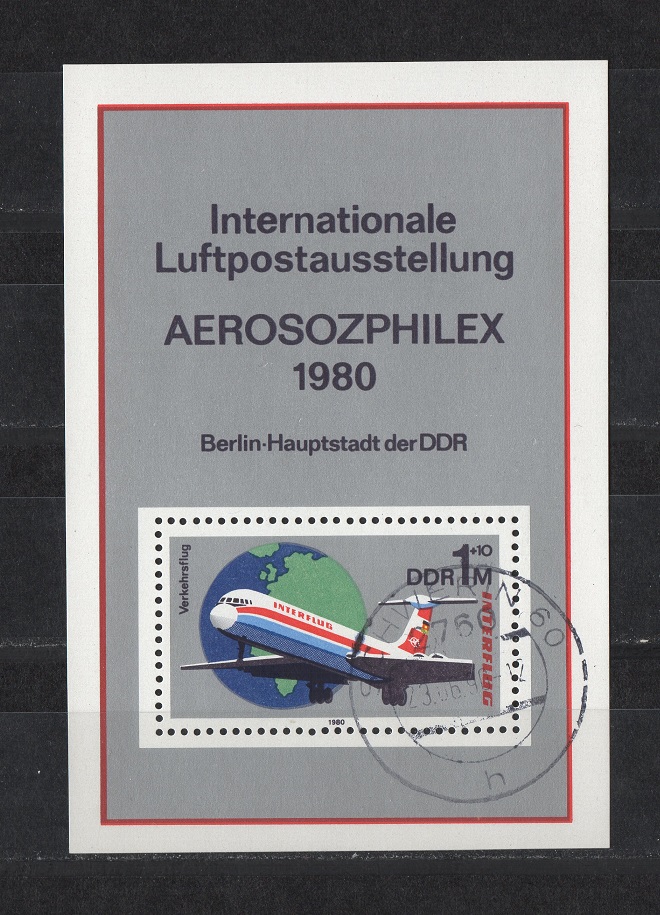 Internationale
Luftpostausstellung
AEROSOZPHILEX
1980
Berlin·Hauptstadt der DDR
Verkehrsflug
1+10
DDR M
INTERFLUG
INTERFLUG
1980
h